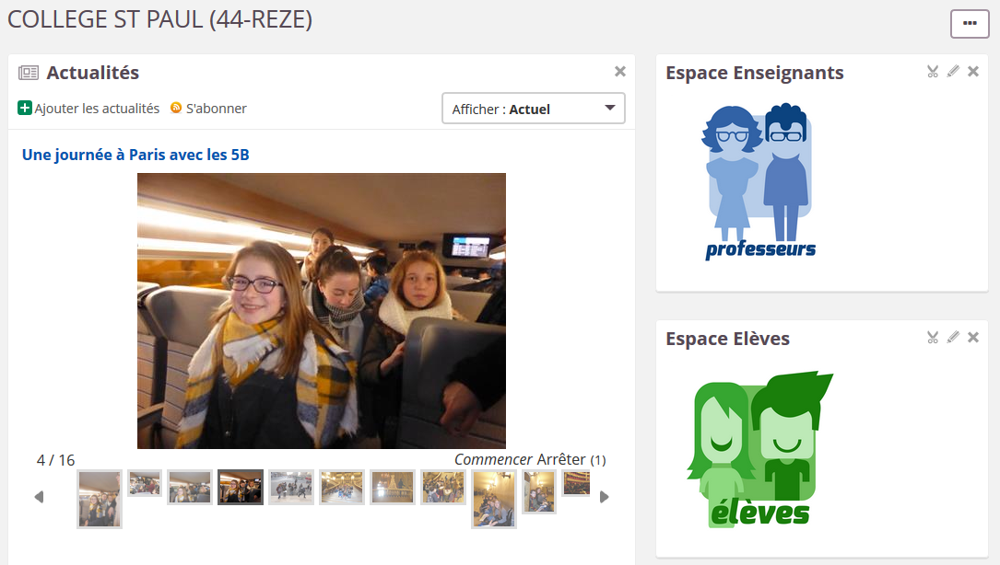 COLLEGE ST PAUL (44-REZE)
Actualités
Ajouter les actualités S'abonner
Afficher : Actuel
Une journée à Paris avec les 5B
4 / 16
Commencer Arrêter (1)
Espace Enseignants
professeurs
Espace Elèves
élèves